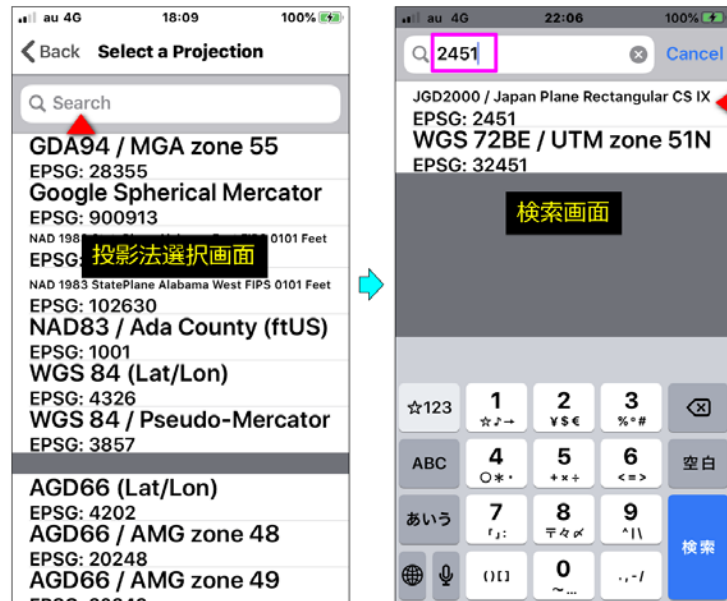 au 4G 18:09 100%
Back Select a Projection
Search
GDA94 / MGA zone 55
EPSG: 28355
Google Spherical Mercator
EPSG: 900913
NAD 198 0101 Feet
EPSG:
投影法選択画面
NAD 1983 StatePlane Alabama West FIPS 0101 Feet
EPSG: 102630
NAD83 / Ada County (ftUS)
EPSG: 1001
WGS 84 (Lat/Lon)
EPSG: 4326
WGS 84 / Pseudo-Mercator
EPSG: 3857
AGD66 (Lat/Lon)
EPSG: 4202
AGD66 / AMG zone 48
EPSG: 20248
AGD66 / AMG zone 49
au 4G 22:06 100%
2451 Cancel
JGD2000 / Japan Plane Rectangular CS IX
EPSG: 2451
WGS 72BE / UTM zone 51N
EPSG: 32451
検索画面
☆123 1 2 3
☆♪→ ¥$€ %°#
ABC 4 5 6 空白
○*・ +×÷ <=>
あいう 7 8 9
「」: 〒々〆 ^|\
検索
()[] 0 .,-/
~…